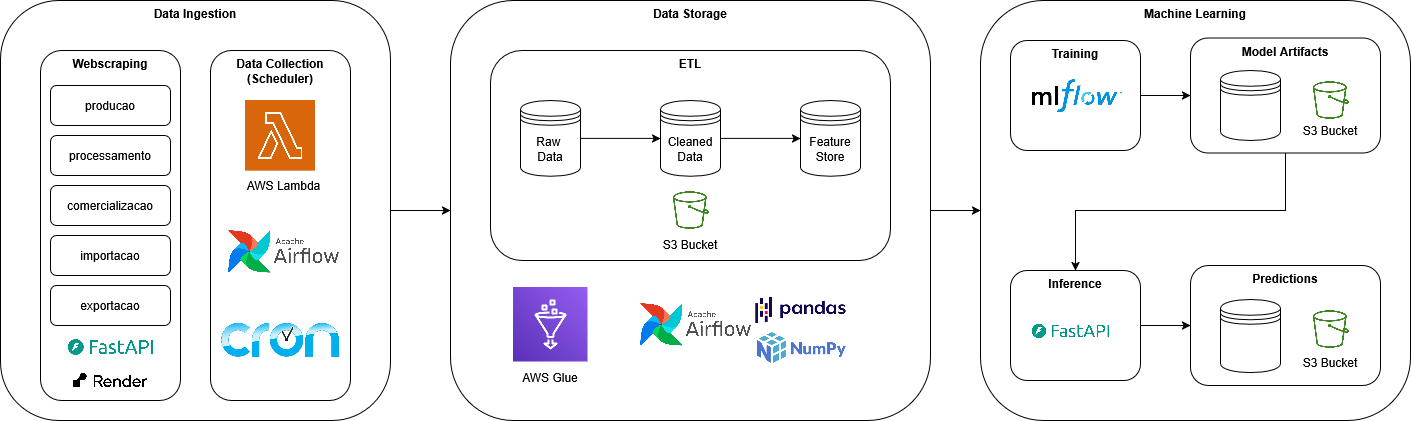 Data Ingestion
Webscraping
producao
processamento
comercializacao
importacao
exportacao
FastAPI
Render
Data Collection
(Scheduler)
AWS Lambda
Apache
Airflow
cron
Data Storage
ETL
Raw
Data
Cleaned
Data
Feature
Store
S3 Bucket
AWS Glue
Apache
Airflow
pandas
NumPy
Machine Learning
Training
mlflow
Model Artifacts
S3 Bucket
Inference
FastAPI
Predictions
S3 Bucket